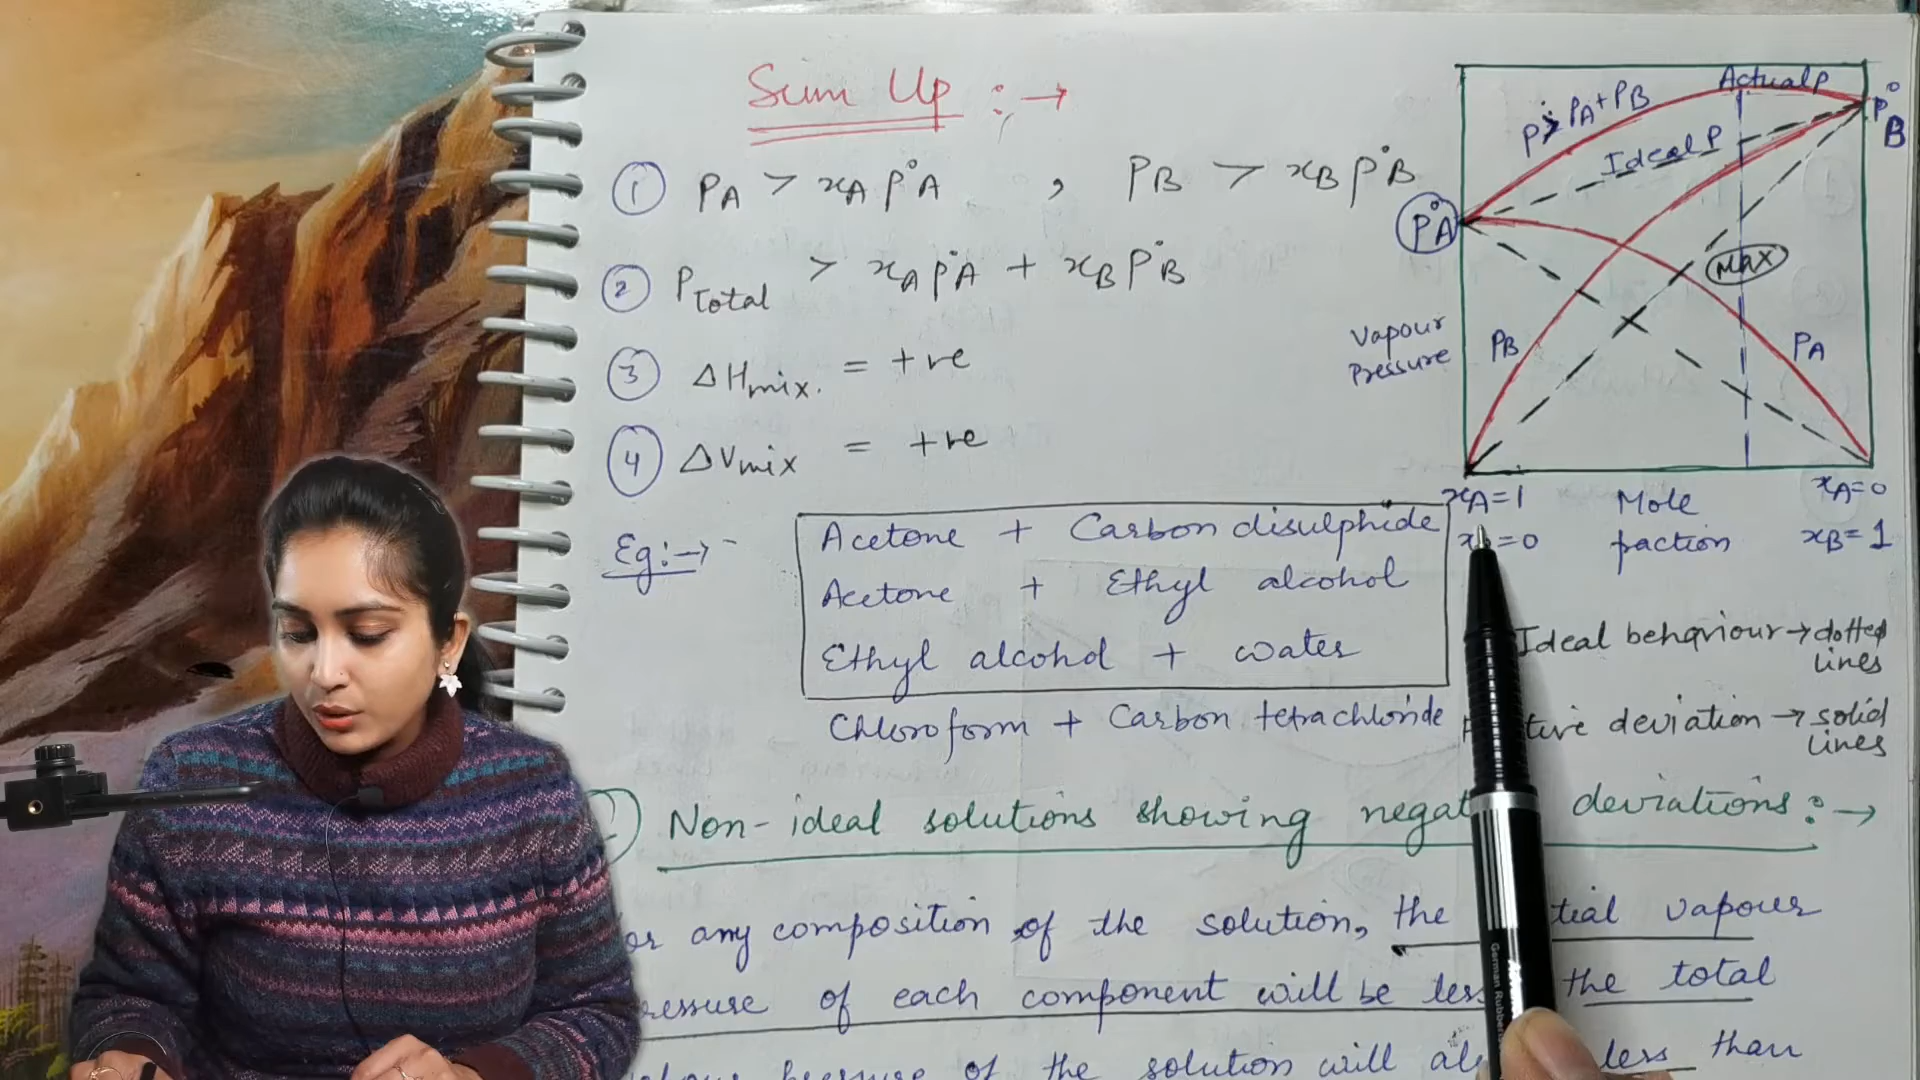 Sum Up :→
① pA > xA p°A , pB > xB p°B
② PTotal > xA p°A + xB p°B
③ ΔHmix. = +ve
④ ΔVmix = +ve
Eg:→
Acetone + Carbon disulphide
Acetone + Ethyl alcohol
Ethyl alcohol + water
Chloroform + Carbon tetrachloride
Actual P
P > PA + PB
Ideal P
p°B
p°A
Max
Vapour
Pressure
PB
PA
xA=1 Mole xA=0
=0 fraction xB=1
Ideal behaviour → dotted
lines
deviation → solid
lines
Non-ideal solutions showing deviations :→
any composition of the solution, the vapour
of each component will be the total
of the solution will less than
German